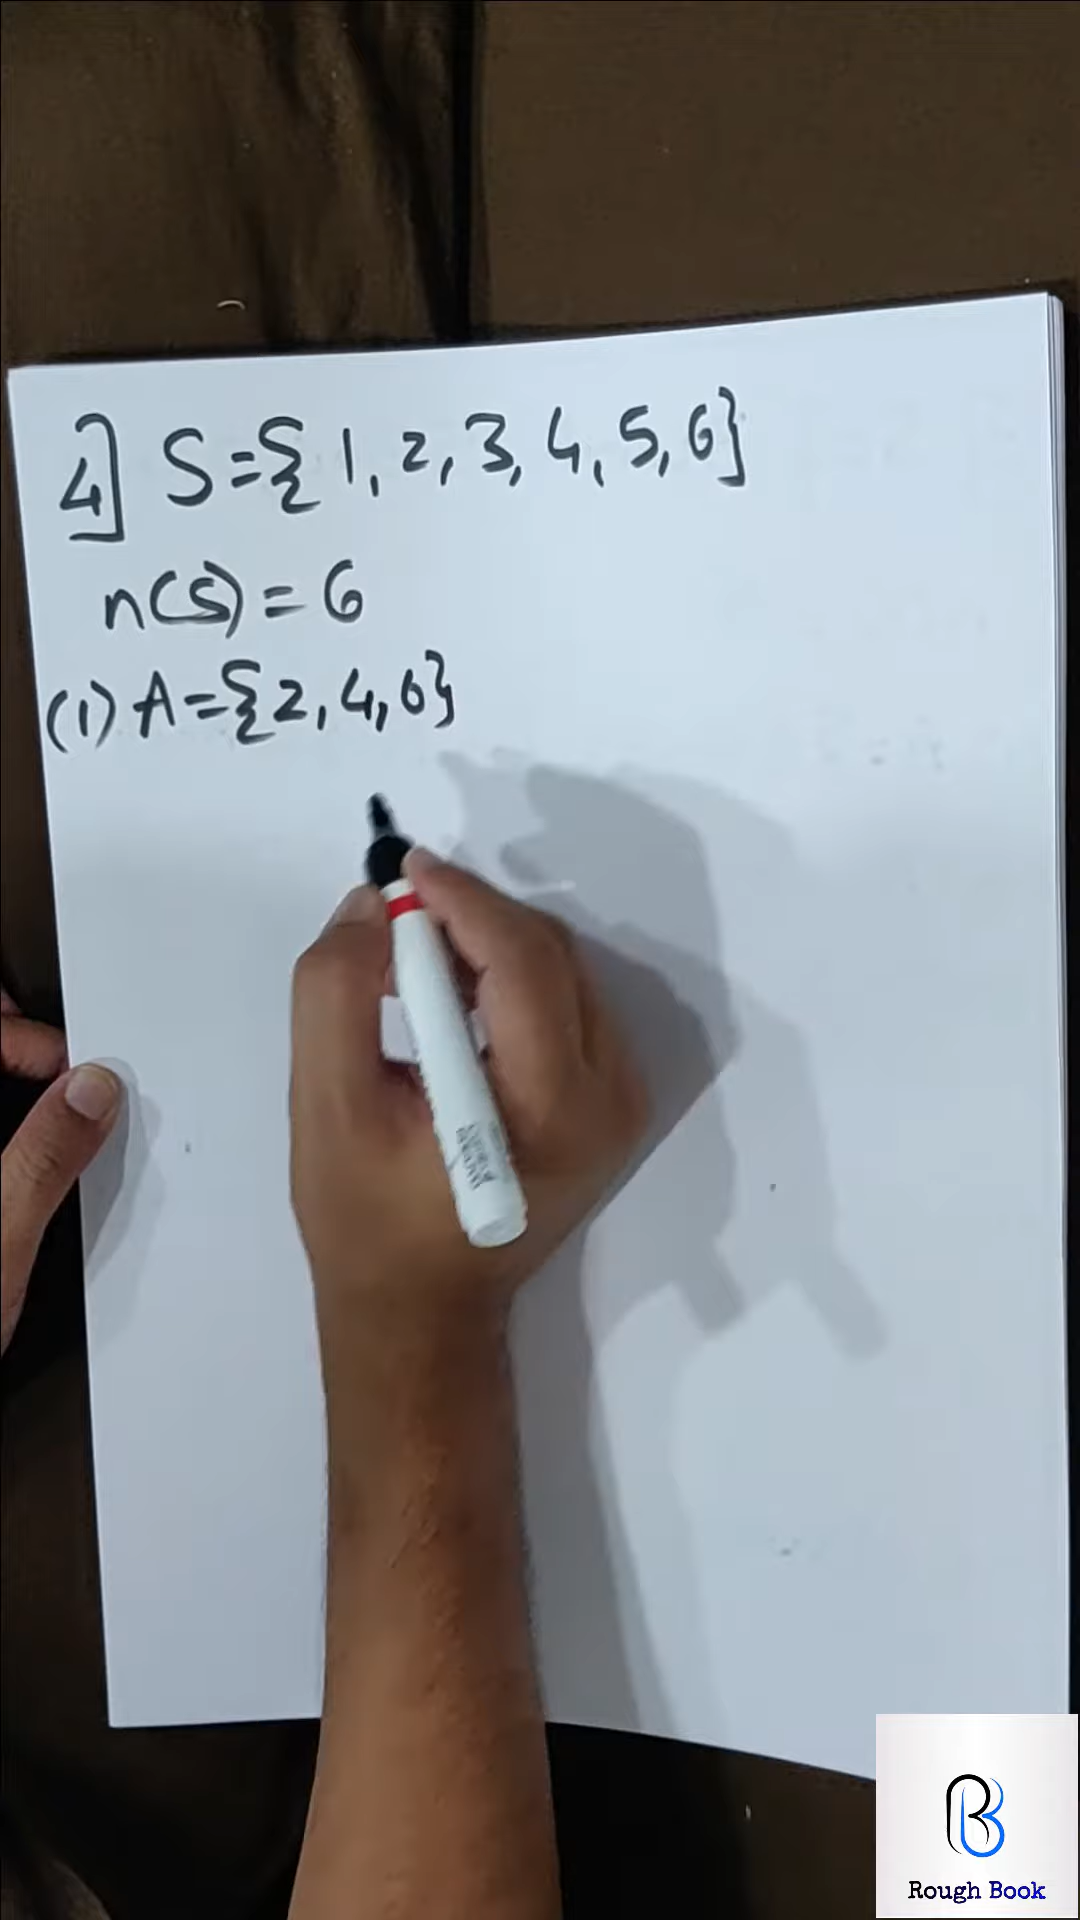 4] S={1, 2, 3, 4, 5, 6}
n(S) = 6
(1) A={2, 4, 6}
Rough Book